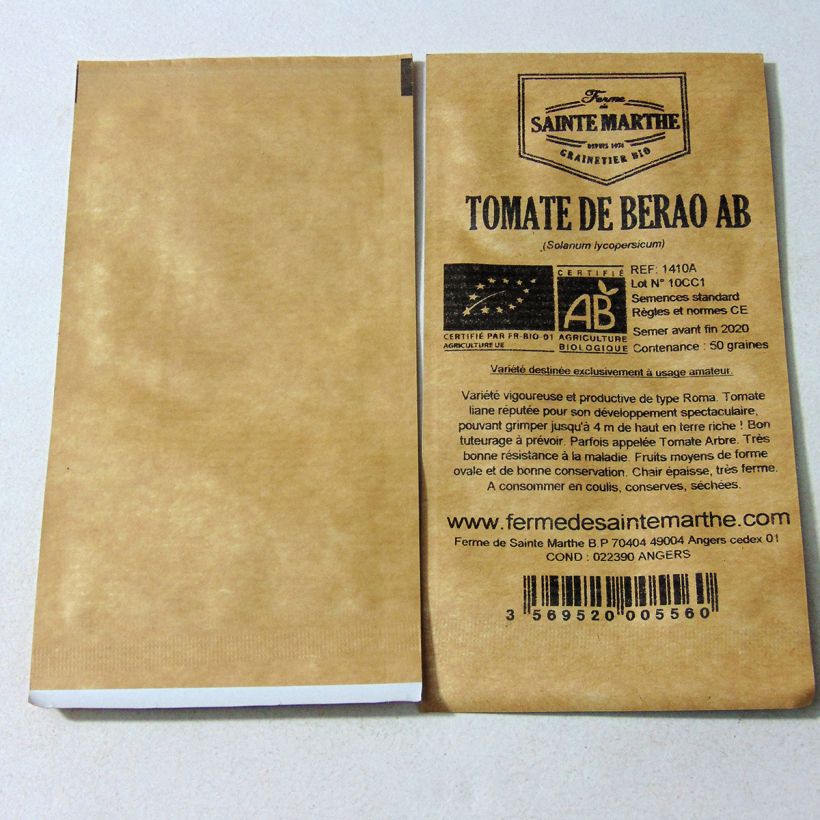 Ferme
de
SAINTE MARTHE
DEPUIS 1974
GRAINETIER BIO
TOMATE DE BERAO AB
(Solanum lycopersicum)
REF: 1410A
Lot N° 10CC1
Semences standard
Règles et normes CE
Semer avant fin 2020
Contenance : 50 graines
CERTIFIÉ PAR FR-BIO-01
AGRICULTURE UE
CERTIFIÉ
AB
AGRICULTURE
BIOLOGIQUE
Variété destinée exclusivement à usage amateur.
Variété vigoureuse et productive de type Roma. Tomate
liane réputée pour son développement spectaculaire,
pouvant grimper jusqu'à 4 m de haut en terre riche ! Bon
tuteurage à prévoir. Parfois appelée Tomate Arbre. Très
bonne résistance à la maladie. Fruits moyens de forme
ovale et de bonne conservation. Chair épaisse, très ferme.
A consommer en coulis, conserves, séchées.
www.fermedesaintemarthe.com
Ferme de Sainte Marthe B.P 70404 49004 Angers cedex 01
COND : 022390 ANGERS
3 569520 005560